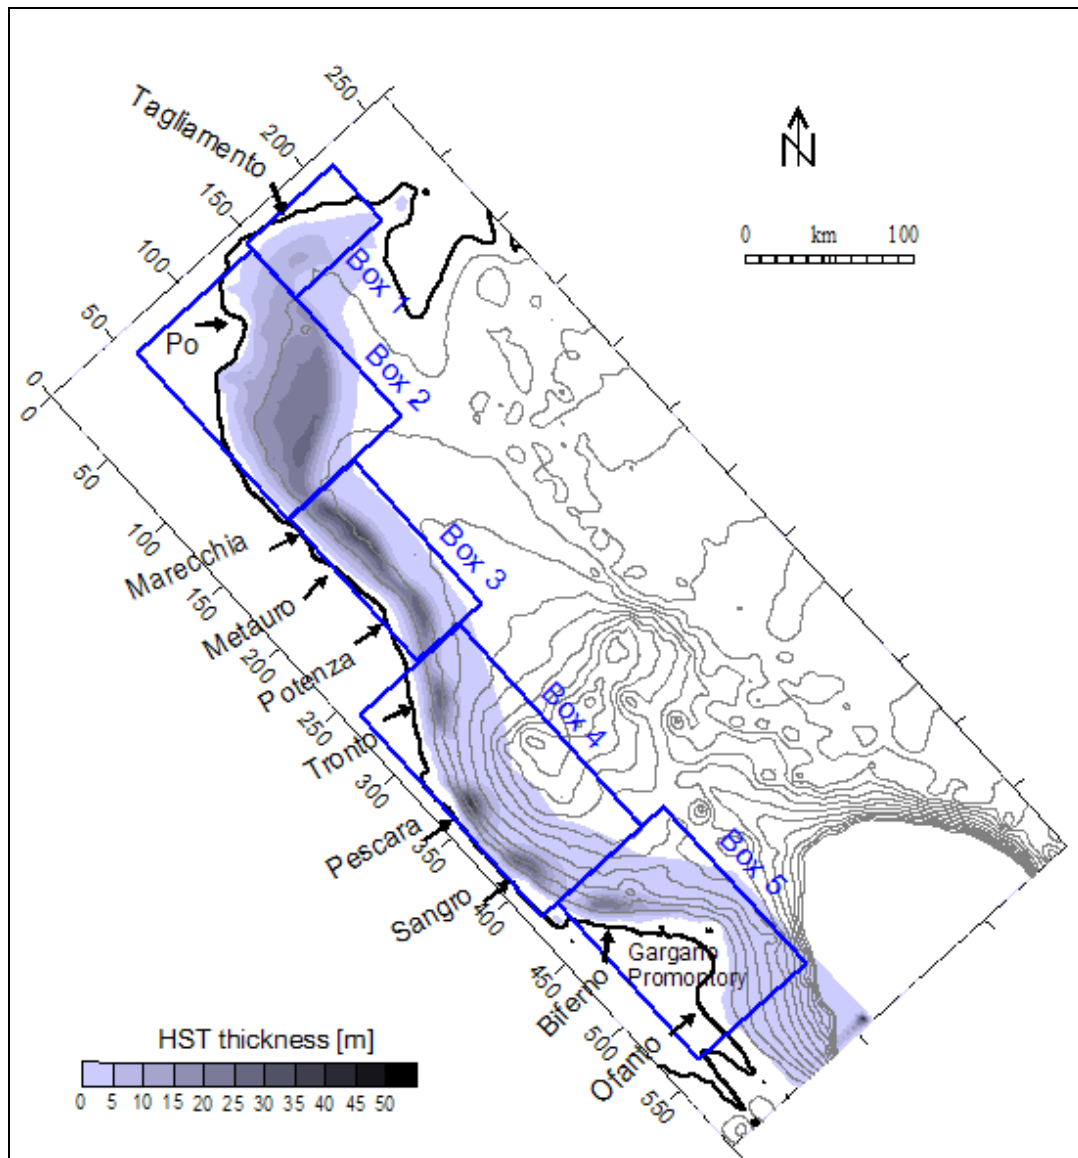 250
Tagliamento
200
150
100
50
0
0
N
0 km 100
Box 1
Po
Box 2
50
100
Marecchia
150
Box 3
Metauro
200
Potenza
250
Box 4
Tronto
300
Pescara
350
Box 5
Sangro
400
Gargano
Promontory
450
Biferno
500
Ofanto
550
HST thickness [m]
0 5 10 15 20 25 30 35 40 45 50